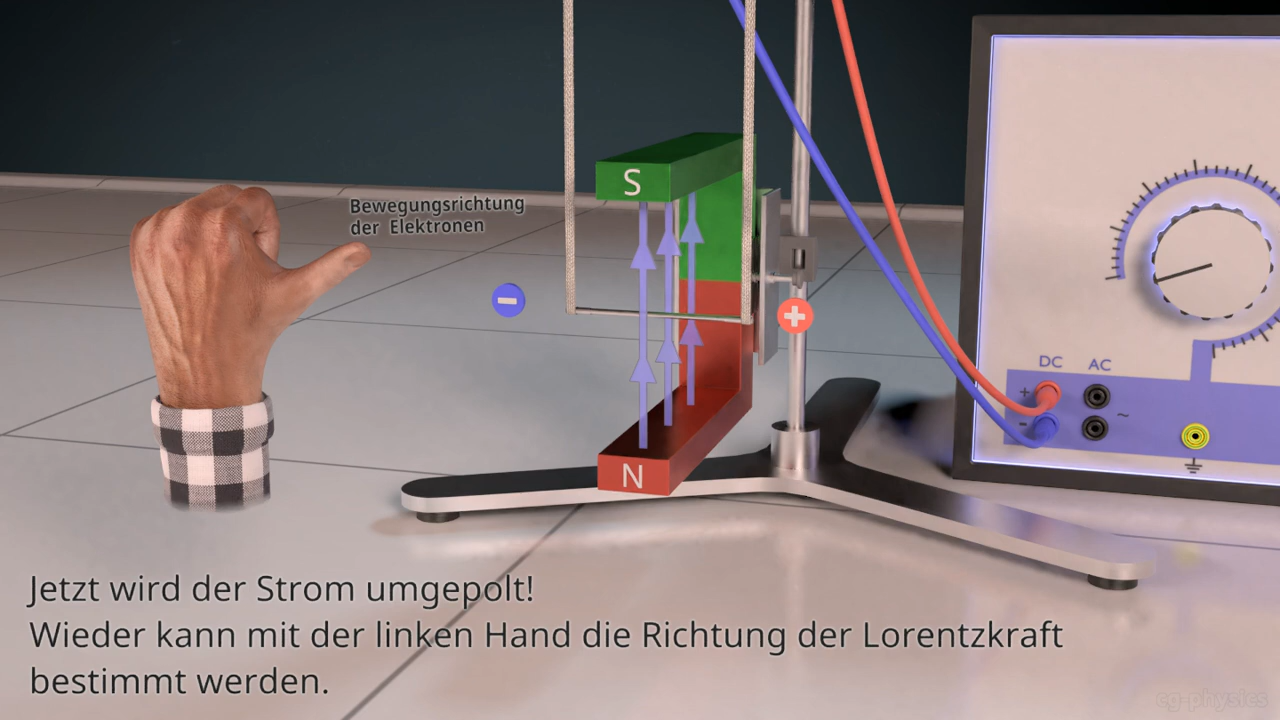 Bewegungsrichtung
der Elektronen
S
−
+
N
DC AC
+
-
~
Jetzt wird der Strom umgepolt!
Wieder kann mit der linken Hand die Richtung der Lorentzkraft
bestimmt werden.
cg-physics